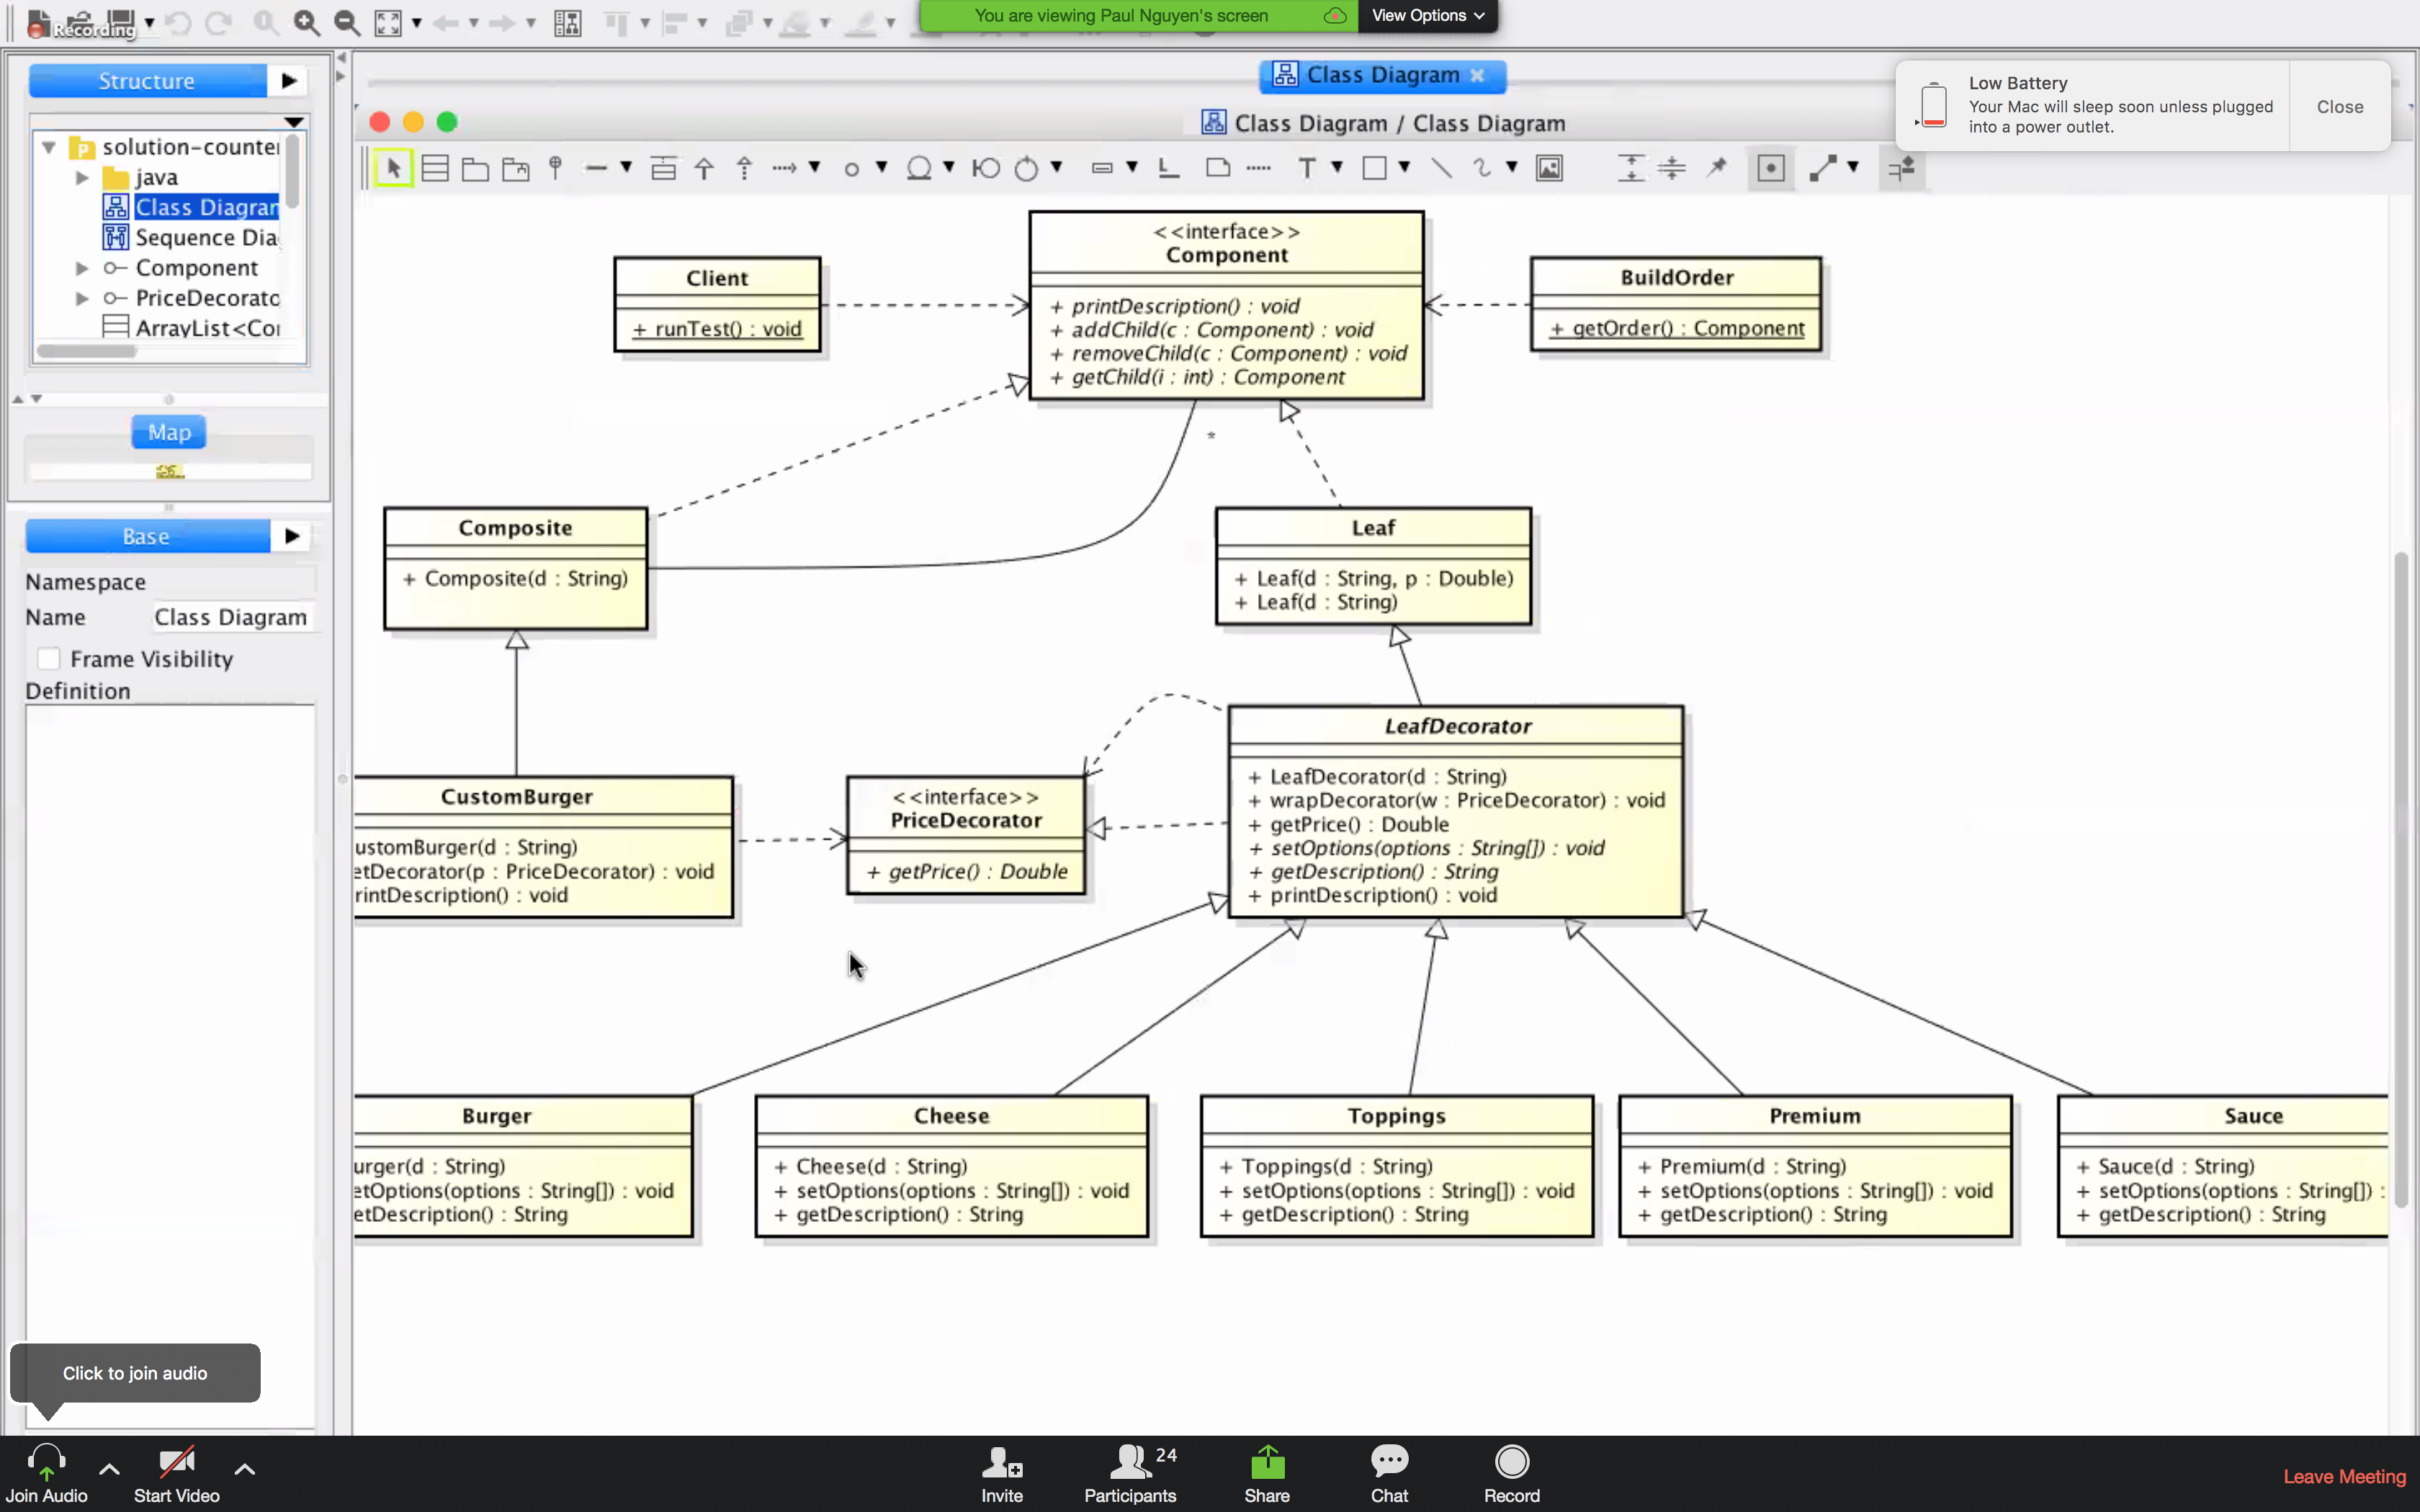 Recording
You are viewing Paul Nguyen's screen
View Options
Structure
Class Diagram
Low Battery
Your Mac will sleep soon unless plugged
into a power outlet.
Close
Class Diagram / Class Diagram
solution-counter
java
Class Diagram
Sequence Dia
Component
PriceDecorato
ArrayList<Co
Map
Base
Namespace
Name Class Diagram
Frame Visibility
Definition
Client
+ runTest() : void
<<interface>>
Component
+ printDescription() : void
+ addChild(c : Component) : void
+ removeChild(c : Component) : void
+ getChild(i : int) : Component
BuildOrder
+ getOrder() : Component
*
Composite
+ Composite(d : String)
Leaf
+ Leaf(d : String, p : Double)
+ Leaf(d : String)
CustomBurger
ustomBurger(d : String)
etDecorator(p : PriceDecorator) : void
rintDescription() : void
<<interface>>
PriceDecorator
+ getPrice() : Double
LeafDecorator
+ LeafDecorator(d : String)
+ wrapDecorator(w : PriceDecorator) : void
+ getPrice() : Double
+ setOptions(options : String[]) : void
+ getDescription() : String
+ printDescription() : void
Burger
urger(d : String)
etOptions(options : String[]) : void
etDescription() : String
Cheese
+ Cheese(d : String)
+ setOptions(options : String[]) : void
+ getDescription() : String
Toppings
+ Toppings(d : String)
+ setOptions(options : String[]) : void
+ getDescription() : String
Premium
+ Premium(d : String)
+ setOptions(options : String[]) : void
+ getDescription() : String
Sauce
+ Sauce(d : String)
+ setOptions(options : String[]) :
+ getDescription() : String
Click to join audio
Join Audio
Start Video
Invite
24
Participants
Share
Chat
Record
Leave Meeting